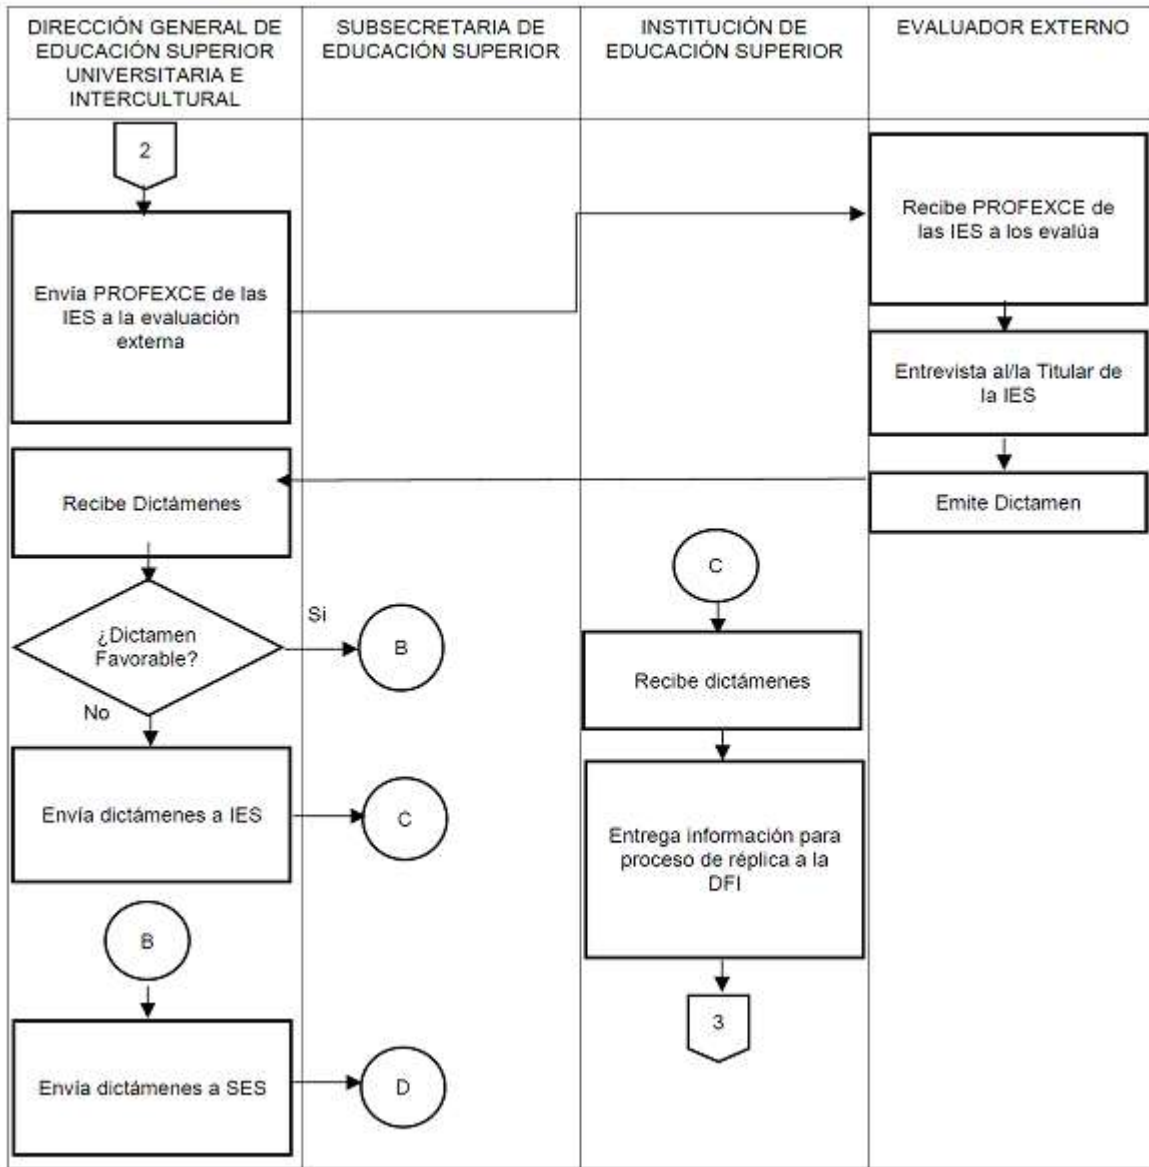 DIRECCIÓN GENERAL DE
EDUCACIÓN SUPERIOR
UNIVERSITARIA E
INTERCULTURAL
SUBSECRETARIA DE
EDUCACIÓN SUPERIOR
INSTITUCIÓN DE
EDUCACIÓN SUPERIOR
EVALUADOR EXTERNO
2
Envía PROFEXCE de las
IES a la evaluación
externa
Recibe PROFEXCE de
las IES a los evalúa
Entrevista al/la Titular de
la IES
Emite Dictamen
Recibe Dictámenes
¿Dictamen
Favorable?
Si
B
No
Envía dictámenes a IES
C
B
Envía dictámenes a SES
D
C
Recibe dictámenes
Entrega información para
proceso de réplica a la
DFI
3